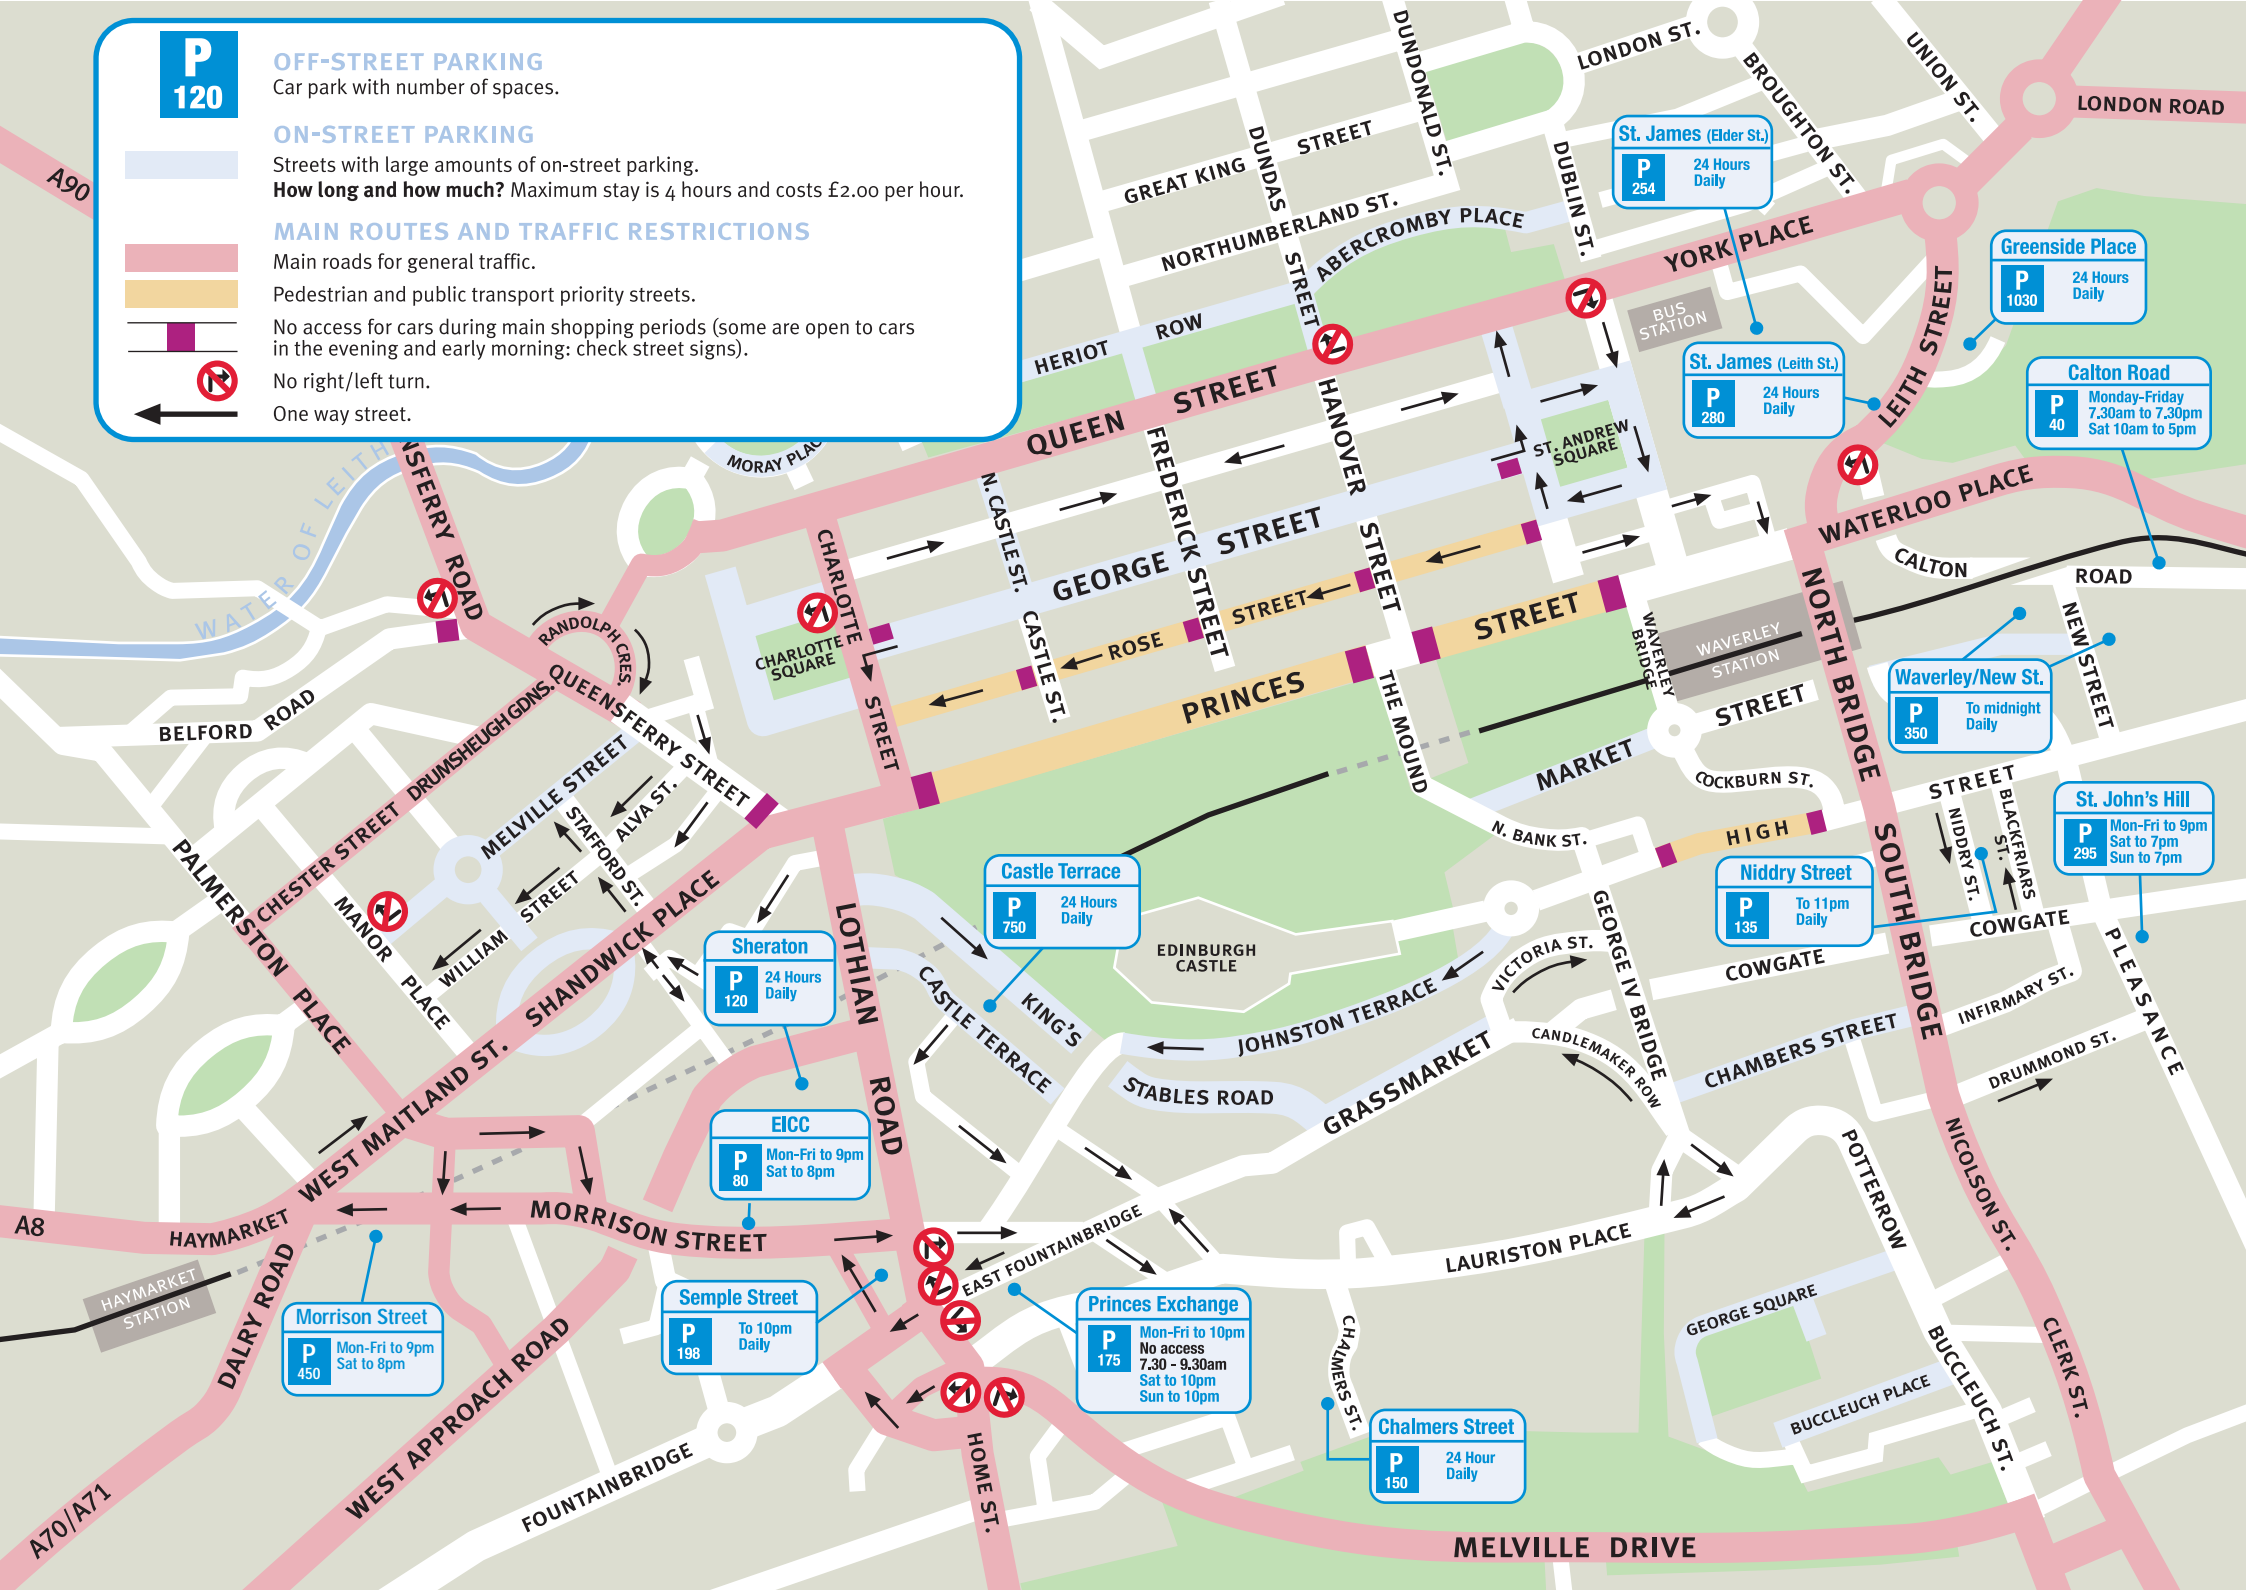 P
120
OFF-STREET PARKING
Car park with number of spaces.
ON-STREET PARKING
Streets with large amounts of on-street parking.
How long and how much? Maximum stay is 4 hours and costs £2.00 per hour.
MAIN ROUTES AND TRAFFIC RESTRICTIONS
Main roads for general traffic.
Pedestrian and public transport priority streets.
No access for cars during main shopping periods (some are open to cars
in the evening and early morning: check street signs).
No right/left turn.
One way street.
A90
DUNDONALD ST.
LONDON ST.
BROUGHTON ST.
UNION ST.
LONDON ROAD
DUNDAS STREET
GREAT KING STREET
NORTHUMBERLAND ST.
ABERCROMBY PLACE
DUBLIN ST.
HERIOT ROW
YORK PLACE
St. James (Elder St.)
P
254
24 Hours
Daily
Greenside Place
P
1030
24 Hours
Daily
BUS
STATION
LEITH STREET
St. James (Leith St.)
P
280
24 Hours
Daily
Calton Road
P
40
Monday-Friday
7.30am to 7.30pm
Sat 10am to 5pm
QUEEN STREET
HANOVER STREET
FREDERICK STREET
ST. ANDREW
SQUARE
MORAY PLAC
WATER OF LEITH
NSFERRY ROAD
N. CASTLE ST.
CASTLE ST.
GEORGE STREET
CHARLOTTE STREET
CHARLOTTE
SQUARE
ROSE STREET
PRINCES STREET
WATERLOO PLACE
CALTON ROAD
NEW STREET
NORTH BRIDGE
WAVERLEY
BRIDGE
WAVERLEY
STATION
Waverley/New St.
P
350
To midnight
Daily
RANDOLPH CRES.
QUEENSFERRY STREET
BELFORD ROAD
DRUMSHEUGH GDNS.
CHESTER STREET
MELVILLE STREET
ALVA ST.
STAFFORD ST.
WILLIAM STREET
MANOR PLACE
PALMERSTON PLACE
SHANDWICK PLACE
WEST MAITLAND ST.
THE MOUND
MARKET STREET
COCKBURN ST.
N. BANK ST.
HIGH STREET
NIDDRY ST.
BLACKFRIARS
ST.
St. John's Hill
P
295
Mon-Fri to 9pm
Sat to 7pm
Sun to 7pm
Niddry Street
P
135
To 11pm
Daily
SOUTH BRIDGE
COWGATE
COWGATE
PLEASANCE
INFIRMARY ST.
DRUMMOND ST.
CHAMBERS STREET
GEORGE IV BRIDGE
VICTORIA ST.
CANDLEMAKER ROW
Castle Terrace
P
750
24 Hours
Daily
EDINBURGH
CASTLE
Sheraton
P
120
24 Hours
Daily
LOTHIAN ROAD
CASTLE TERRACE
KING'S
STABLES ROAD
JOHNSTON TERRACE
GRASSMARKET
EICC
P
80
Mon-Fri to 9pm
Sat to 8pm
A8
HAYMARKET
HAYMARKET
STATION
MORRISON STREET
DALRY ROAD
Morrison Street
P
450
Mon-Fri to 9pm
Sat to 8pm
Semple Street
P
198
To 10pm
Daily
EAST FOUNTAINBRIDGE
Princes Exchange
P
175
Mon-Fri to 10pm
No access
7.30 - 9.30am
Sat to 10pm
Sun to 10pm
LAURISTON PLACE
CHALMERS ST.
Chalmers Street
P
150
24 Hour
Daily
POTTERROW
NICOLSON ST.
GEORGE SQUARE
BUCCLEUCH PLACE
BUCCLEUCH ST.
CLERK ST.
WEST APPROACH ROAD
FOUNTAINBRIDGE
A70/A71
HOME ST.
MELVILLE DRIVE